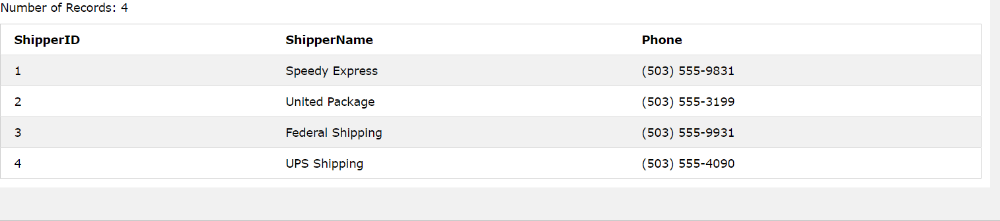 Number of Records: 4
ShipperID ShipperName Phone
1 Speedy Express (503) 555-9831
2 United Package (503) 555-3199
3 Federal Shipping (503) 555-9931
4 UPS Shipping (503) 555-4090